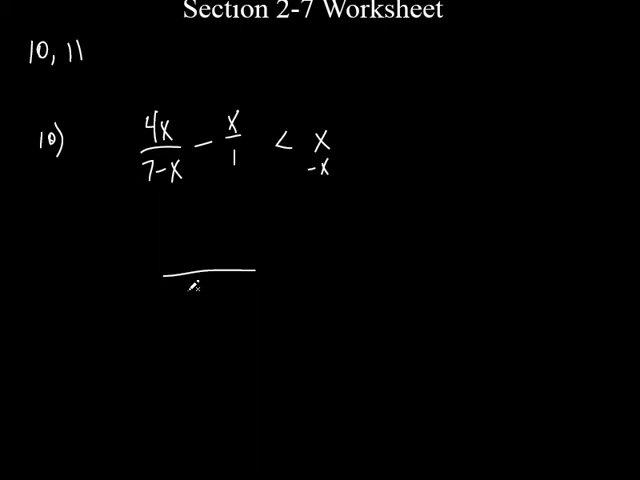 Section 2-7 Worksheet
10, 11
10) 4x/7-x - x/1 < x
-x